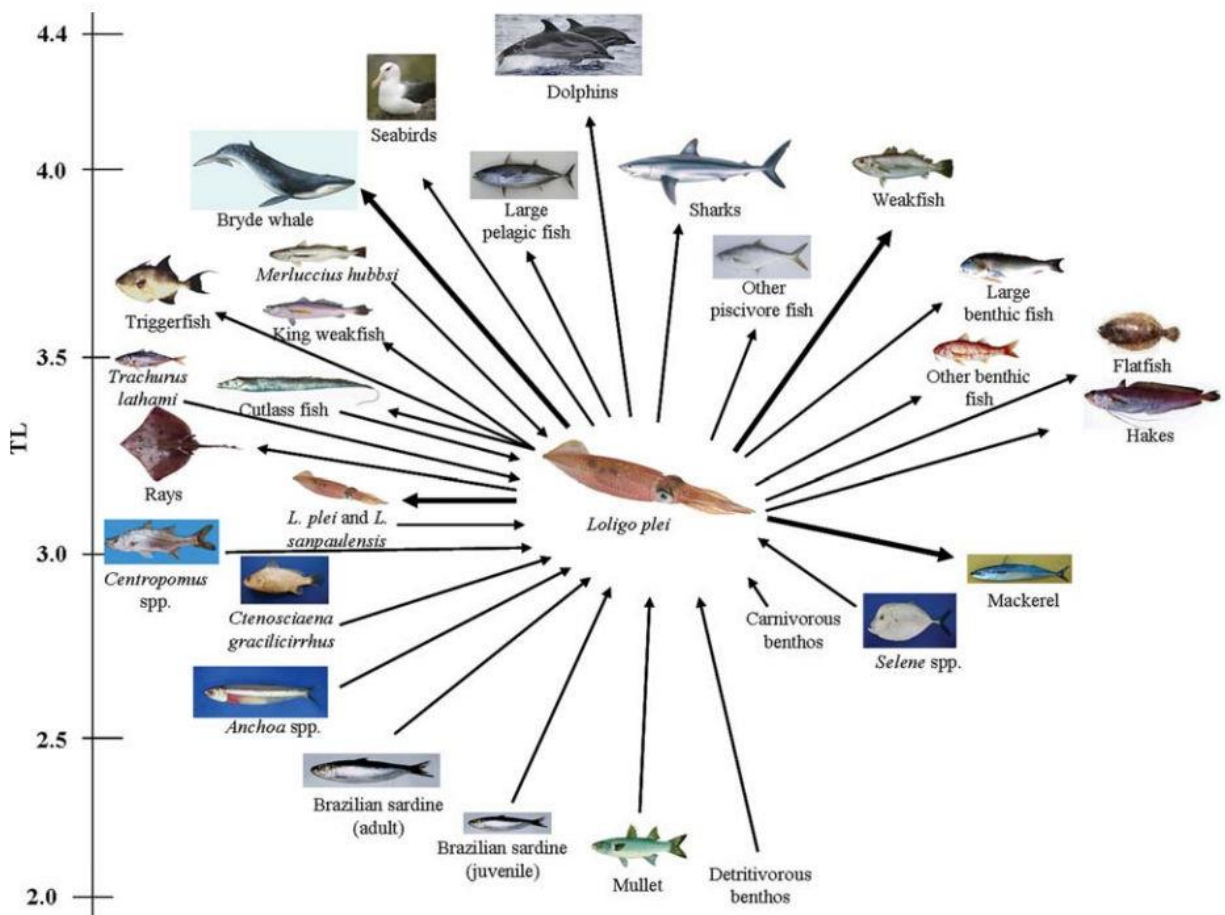 4.4
Dolphins
Seabirds
4.0
Bryde whale
Large
pelagic fish
Sharks
Weakfish
Merluccius hubbsi
Other
piscivore fish
Large
benthic fish
Triggerfish
King weakfish
3.5
Trachurus
lathami
Cutlass fish
Other benthic
fish
Flatfish
Hakes
TL
Rays
L. plei and L.
sanpaulensis
Loligo plei
3.0
Centropomus
spp.
Ctenosciaena
gracilicirrhus
Carnivorous
benthos
Selene spp.
Mackerel
Anchoa spp.
2.5
Brazilian sardine
(adult)
Brazilian sardine
(juvenile)
Mullet
Detritivorous
benthos
2.0